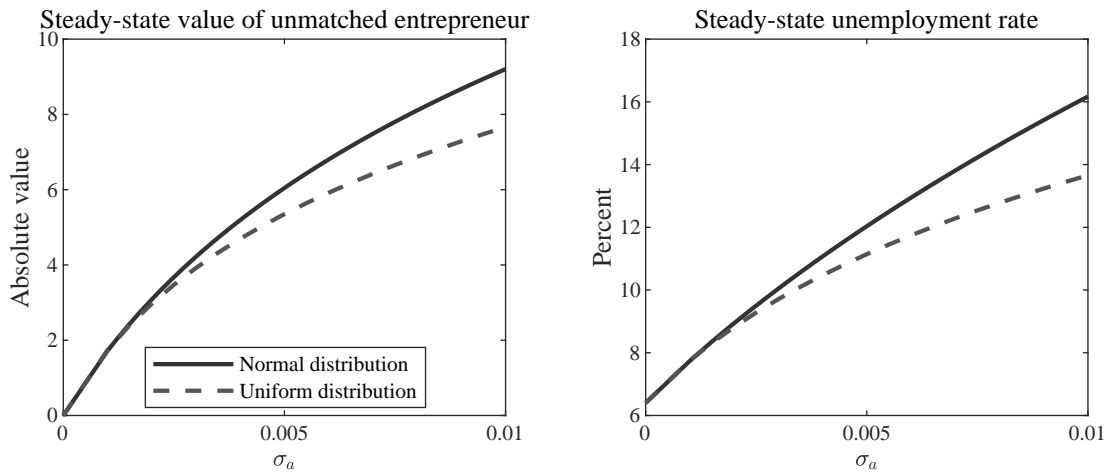 Steady-state value of unmatched entrepreneur
10
8
6
4
2
0
Absolute value
Normal distribution
Uniform distribution
0
0.005
0.01
σₐ
Steady-state unemployment rate
18
16
14
12
10
8
6
Percent
0
0.005
0.01
σₐ